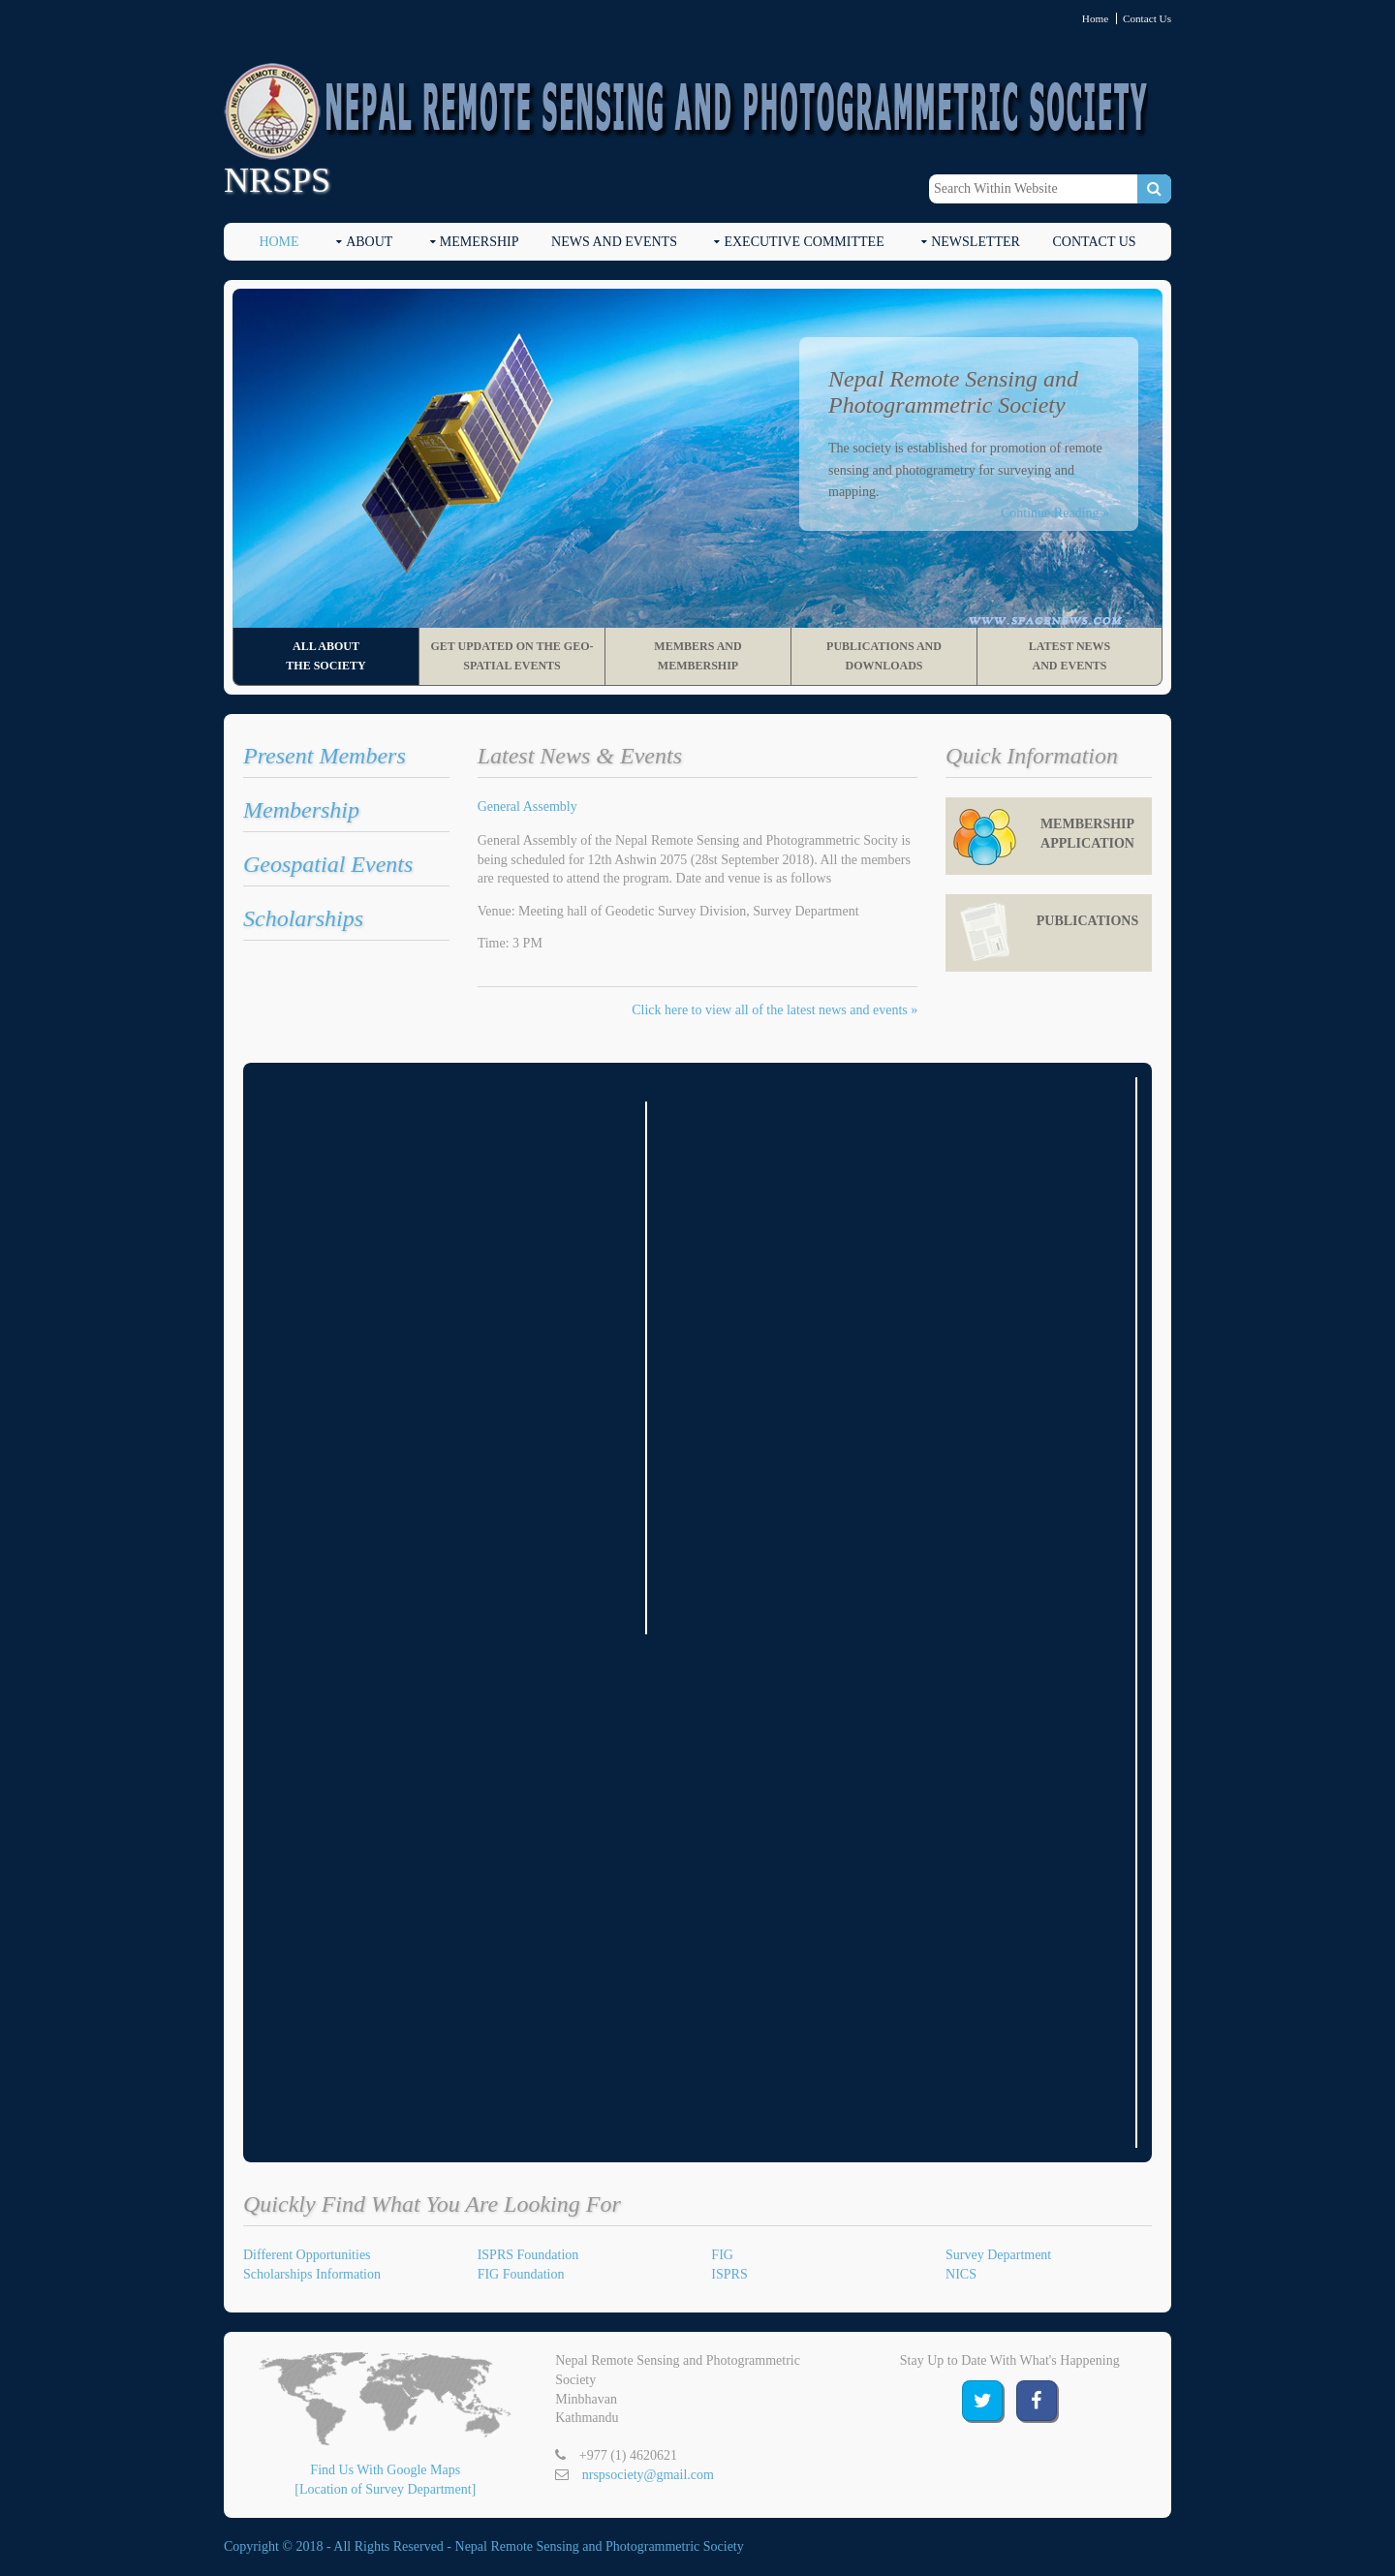 Home
Contact Us
NEPAL REMOTE SENSING & PHOTOGRAMMETRIC SOCIETY
NEPAL REMOTE SENSING AND PHOTOGRAMMETRIC SOCIETY
NRSPS
Search Within Website
HOME
ABOUT
MEMERSHIP
NEWS AND EVENTS
EXECUTIVE COMMITTEE
NEWSLETTER
CONTACT US
Nepal Remote Sensing and
Photogrammetric Society
The society is established for promotion of remote
sensing and photogrametry for surveying and
mapping.
Continue Reading »
WWW.SPACENEWS.COM
ALL ABOUT
THE SOCIETY
GET UPDATED ON THE GEO-
SPATIAL EVENTS
MEMBERS AND
MEMBERSHIP
PUBLICATIONS AND
DOWNLOADS
LATEST NEWS
AND EVENTS
Present Members
Membership
Geospatial Events
Scholarships
Latest News & Events
General Assembly
General Assembly of the Nepal Remote Sensing and Photogrammetric Socity is
being scheduled for 12th Ashwin 2075 (28st September 2018). All the members
are requested to attend the program. Date and venue is as follows
Venue: Meeting hall of Geodetic Survey Division, Survey Department
Time: 3 PM
Click here to view all of the latest news and events »
Quick Information
MEMBERSHIP
APPLICATION
PUBLICATIONS
Quickly Find What You Are Looking For
Different Opportunities
Scholarships Information
ISPRS Foundation
FIG Foundation
FIG
ISPRS
Survey Department
NICS
Find Us With Google Maps
[Location of Survey Department]
Nepal Remote Sensing and Photogrammetric
Society
Minbhavan
Kathmandu
+977 (1) 4620621
nrspsociety@gmail.com
Stay Up to Date With What's Happening
Copyright © 2018 - All Rights Reserved - Nepal Remote Sensing and Photogrammetric Society